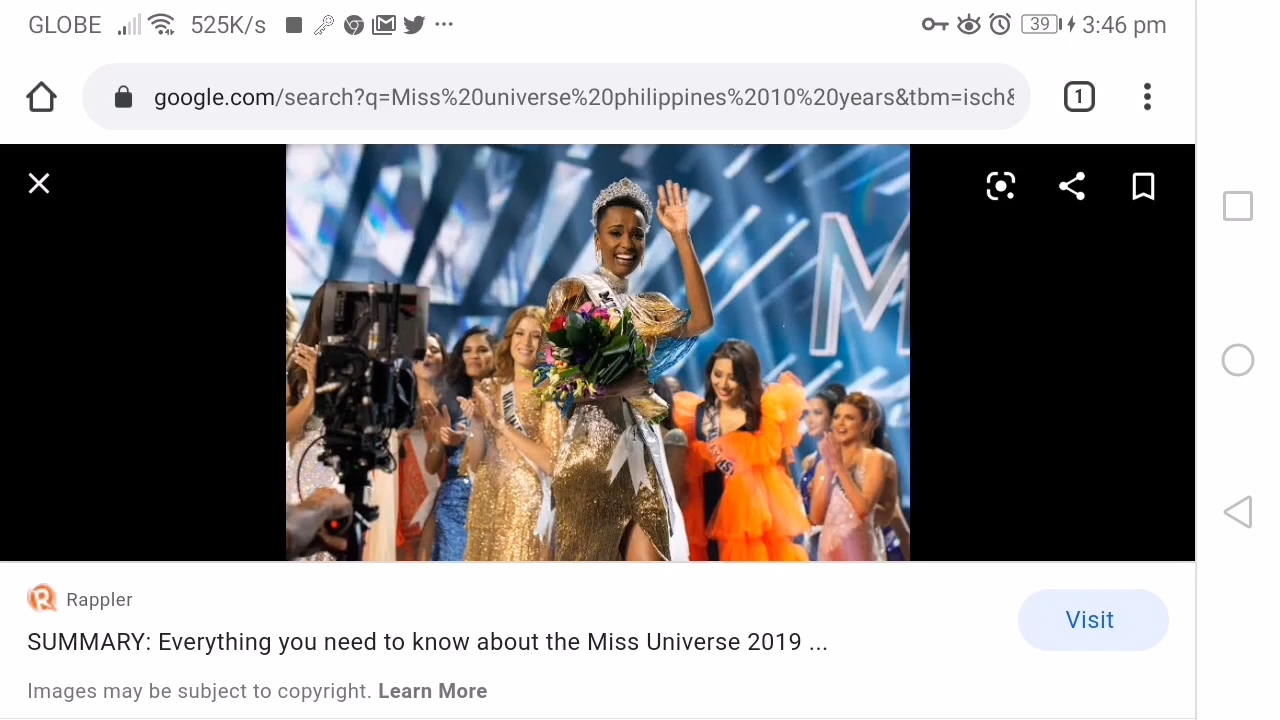 GLOBE 525K/s 39 3:46 pm
google.com/search?q=Miss%20universe%20philippines%2010%20years&tbm=isch&
1
M
Rappler
SUMMARY: Everything you need to know about the Miss Universe 2019 ...
Visit
Images may be subject to copyright. Learn More